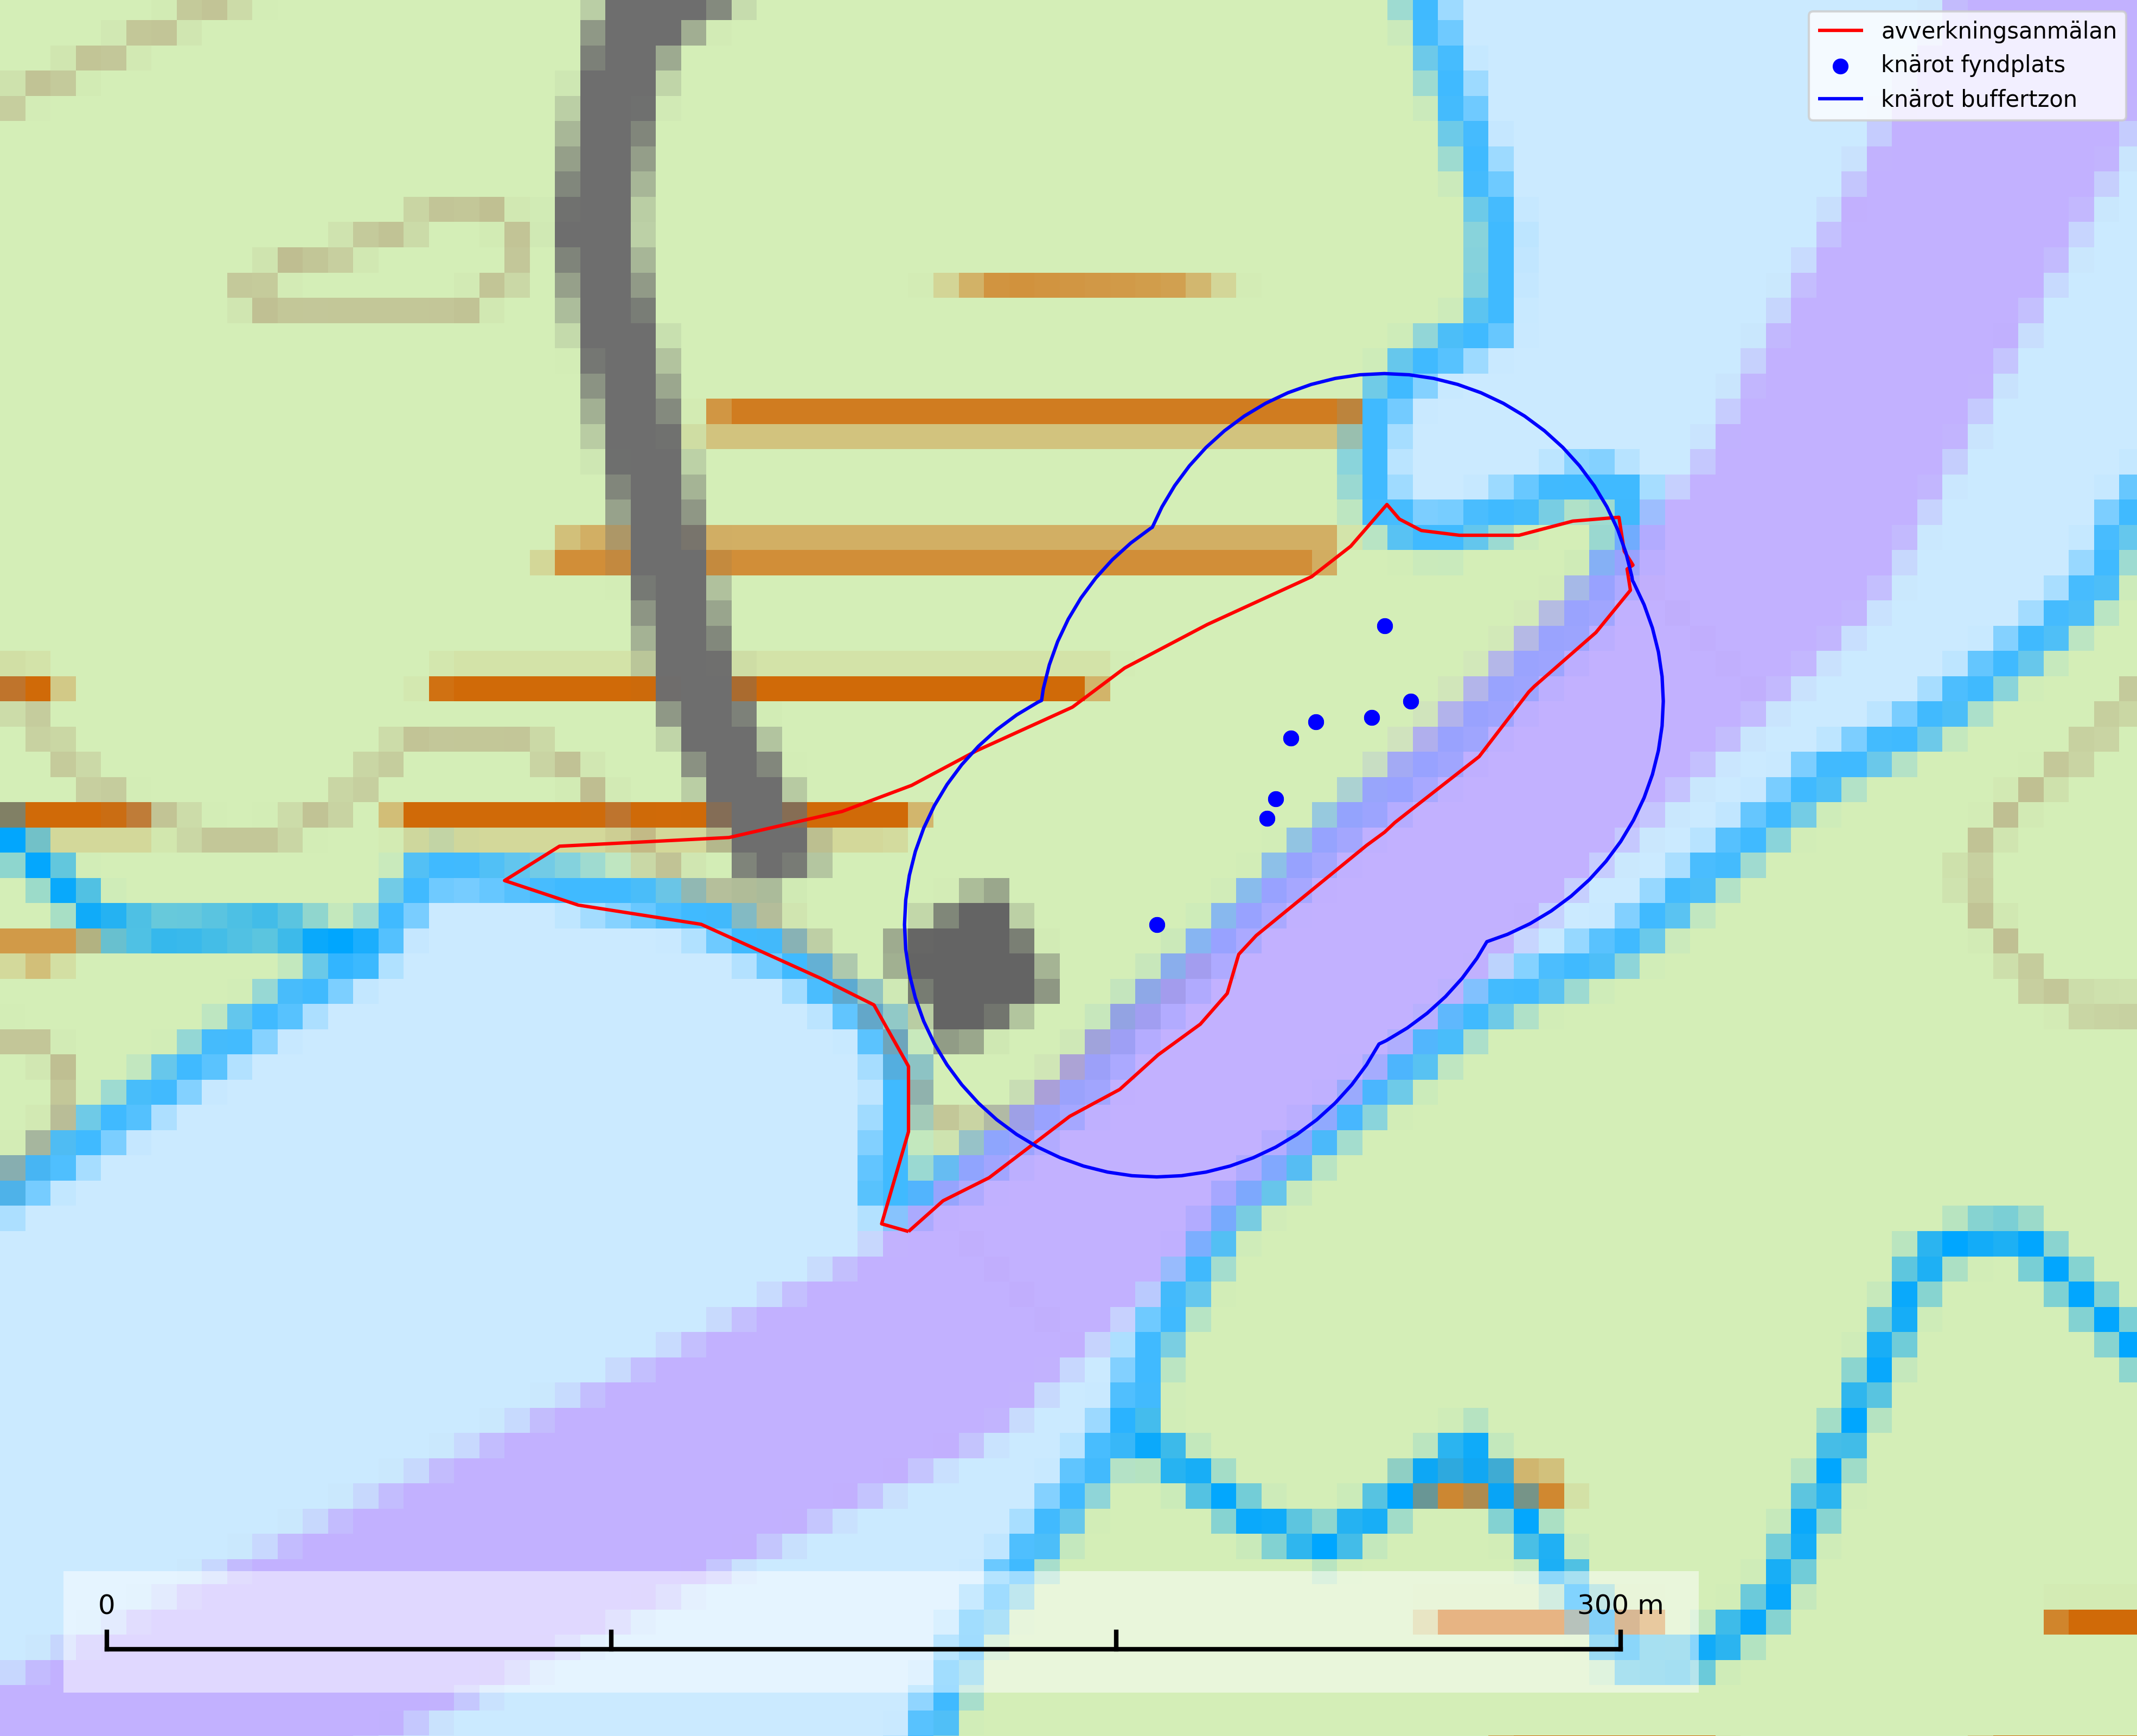 avverkningsanmälan
knärot fyndplats
knärot buffertzon
0
300 m